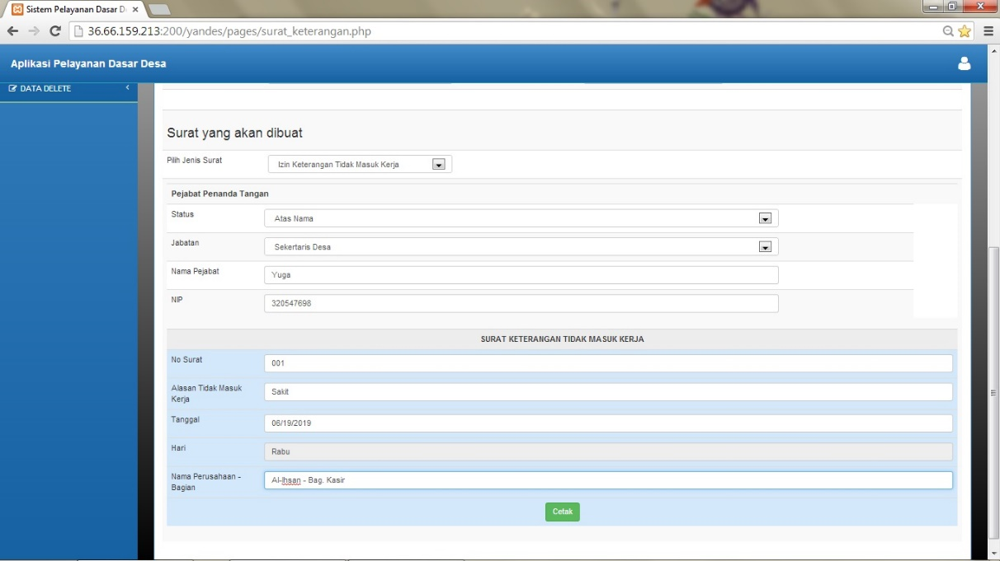 Sistem Pelayanan Dasar D
36.66.159.213:200/yandes/pages/surat_keterangan.php
Aplikasi Pelayanan Dasar Desa
DATA DELETE
Surat yang akan dibuat
Pilih Jenis Surat
Izin Keterangan Tidak Masuk Kerja
Pejabat Penanda Tangan
Status
Atas Nama
Jabatan
Sekertaris Desa
Nama Pejabat
Yuga
NIP
320547698
SURAT KETERANGAN TIDAK MASUK KERJA
No Surat
001
Alasan Tidak Masuk
Kerja
Sakit
Tanggal
06/19/2019
Hari
Rabu
Nama Perusahaan -
Bagian
Al-Ihsan - Bag. Kasir
Cetak